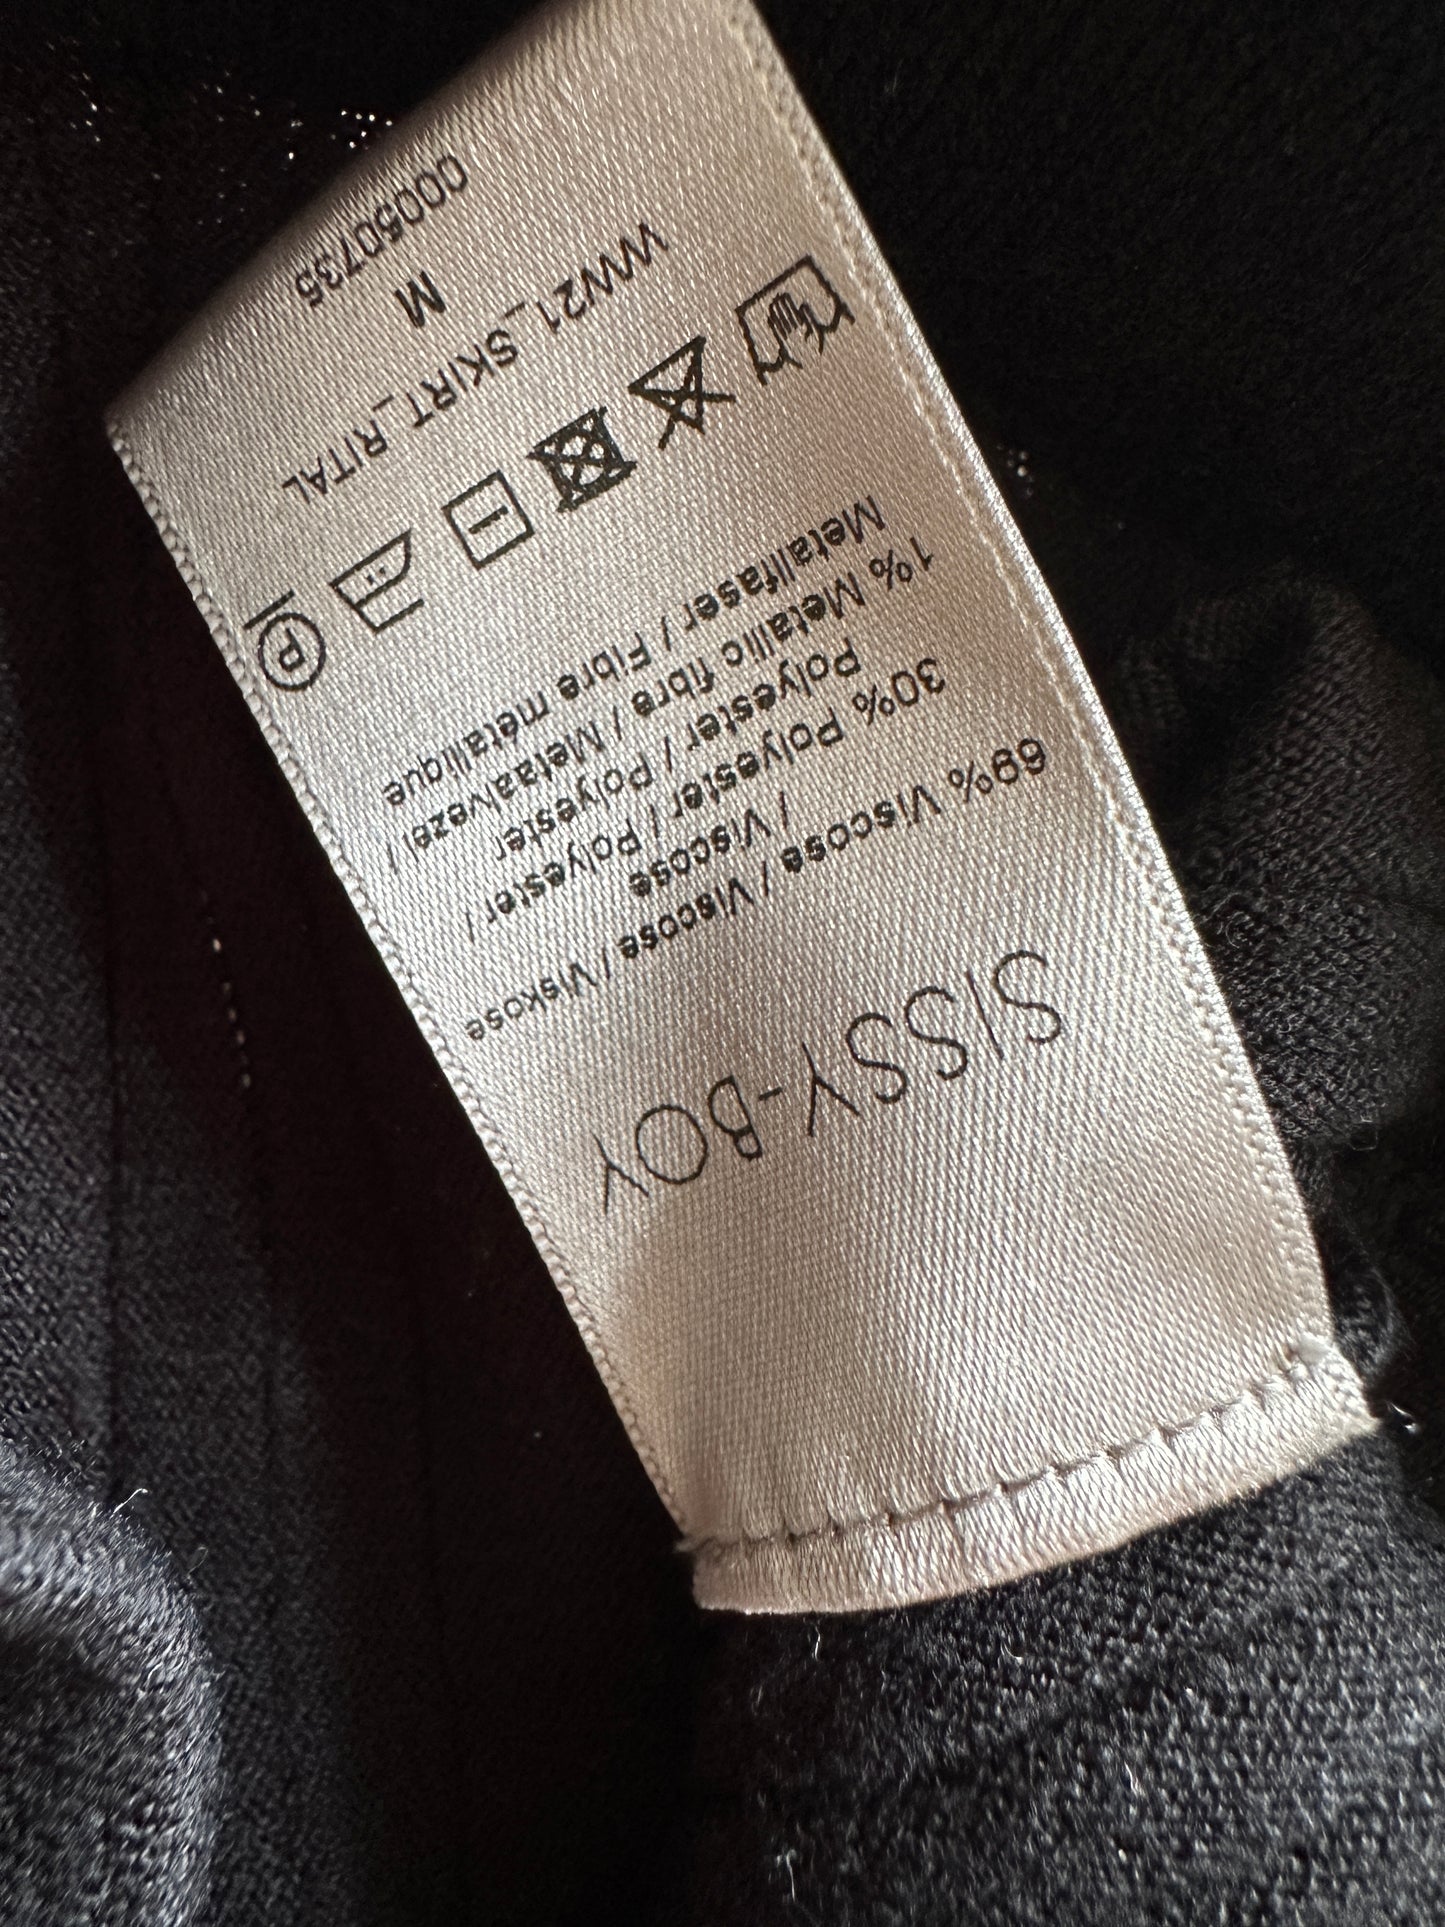 SISSY-BOY
69% Viscose / Viscose / Viskose
/ Viscose
30% Polyester / Polyester /
Polyester / Polyester
1% Metallic fibre / Metaalvezel /
Metallfaser / Fibre métallique
P
WW21_SKIRT_RITAL
M
00050735